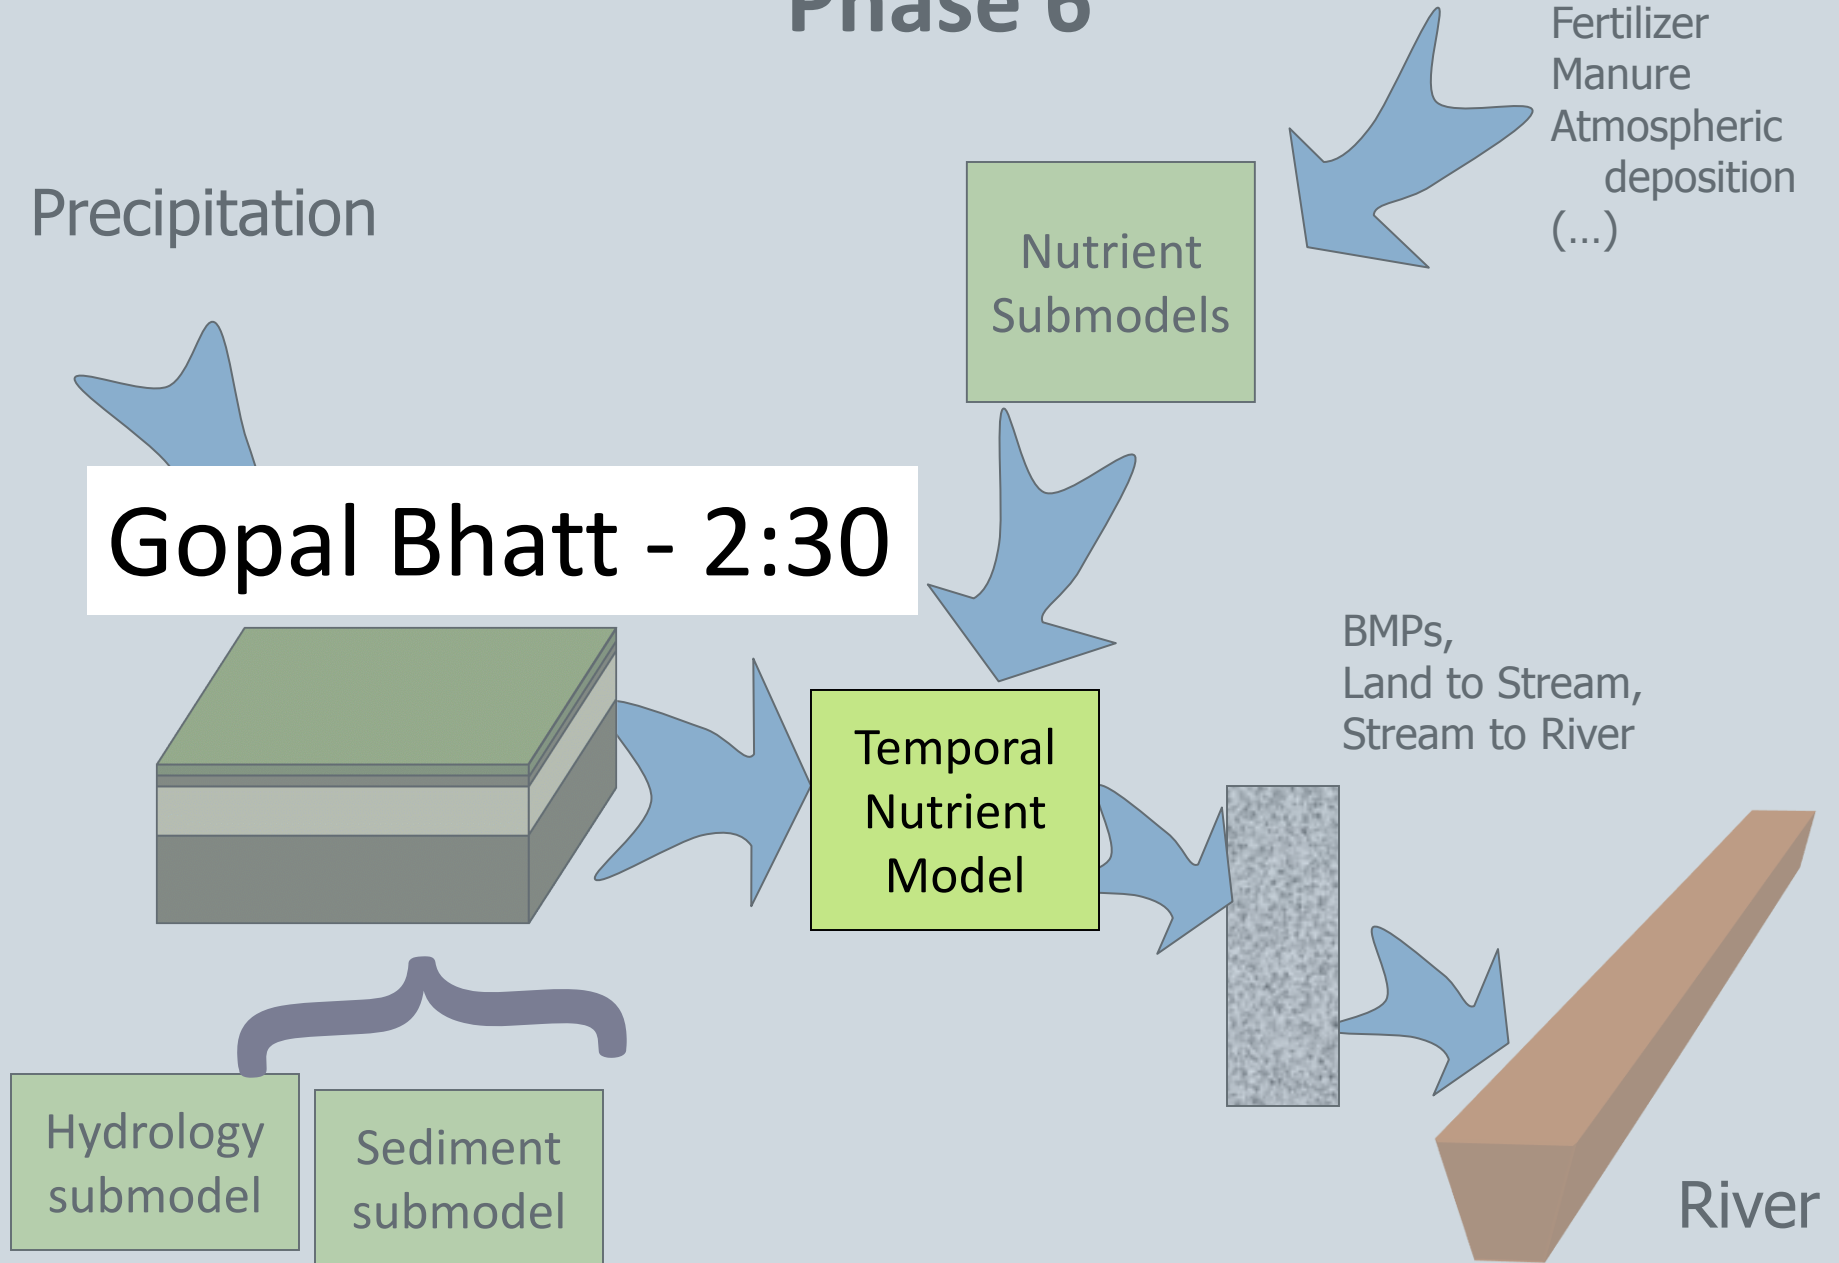 Phase 6
Fertilizer
Manure
Atmospheric
deposition
(...)
Precipitation
Nutrient
Submodels
Gopal Bhatt - 2:30
BMPs,
Land to Stream,
Stream to River
Temporal
Nutrient
Model
Hydrology
submodel
Sediment
submodel
River